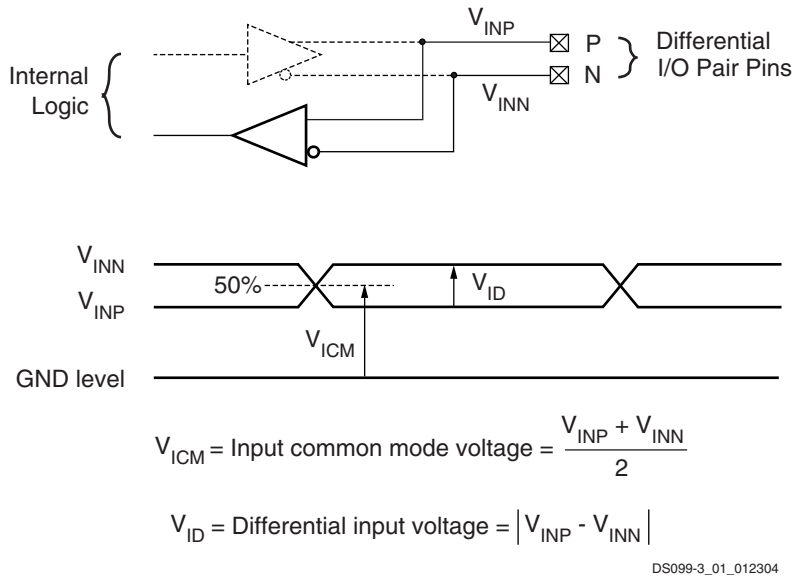 V_INP
P
Differential
I/O Pair Pins
N
Internal
Logic
V_INN
V_INN
50%
V_ID
V_INP
V_ICM
GND level
V_ICM = Input common mode voltage = (V_INP + V_INN) / 2
V_ID = Differential input voltage = |V_INP - V_INN|
DS099-3_01_012304